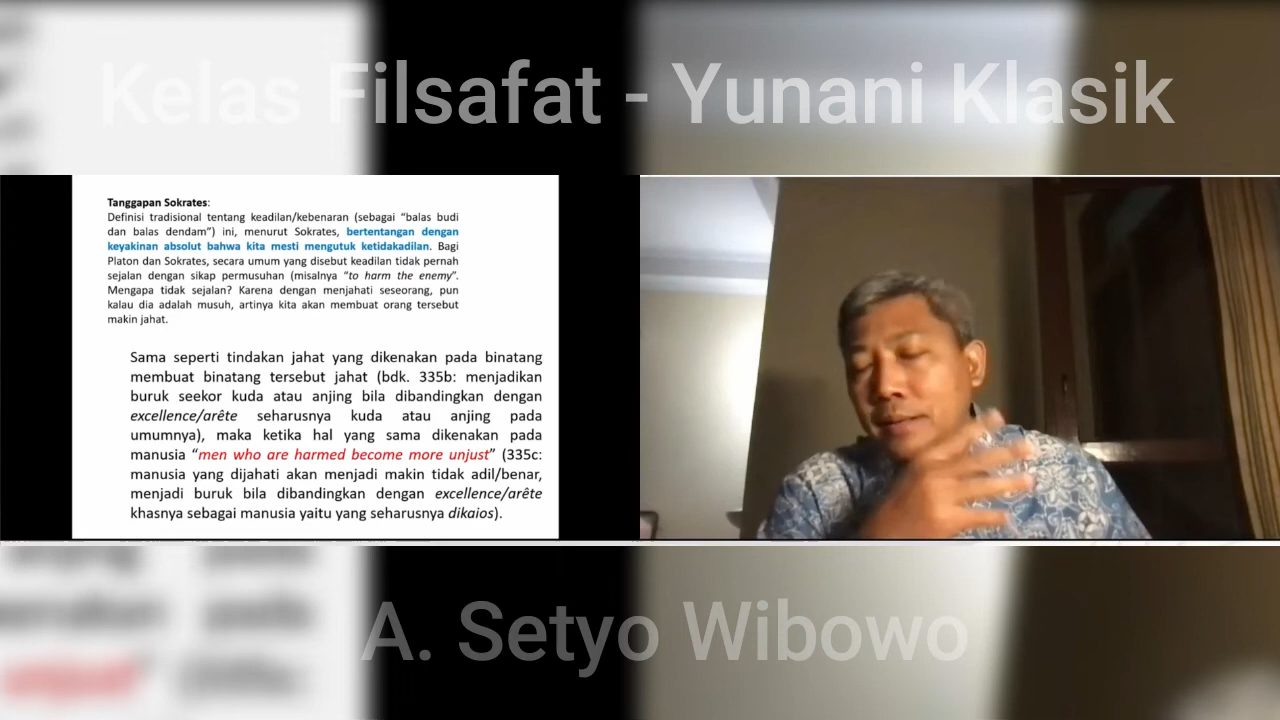 Kelas Filsafat - Yunani Klasik
Tanggapan Sokrates:
Definisi tradisional tentang keadilan/kebenaran (sebagai “balas budi
dan balas dendam”) ini, menurut Sokrates, bertentangan dengan
keyakinan absolut bahwa kita mesti mengutuk ketidakadilan. Bagi
Platon dan Sokrates, secara umum yang disebut keadilan tidak pernah
sejalan dengan sikap permusuhan (misalnya “to harm the enemy”.
Mengapa tidak sejalan? Karena dengan menjahati seseorang, pun
kalau dia adalah musuh, artinya kita akan membuat orang tersebut
makin jahat.
Sama seperti tindakan jahat yang dikenakan pada binatang
membuat binatang tersebut jahat (bdk. 335b: menjadikan
buruk seekor kuda atau anjing bila dibandingkan dengan
excellence/arête seharusnya kuda atau anjing pada
umumnya), maka ketika hal yang sama dikenakan pada
manusia “men who are harmed become more unjust” (335c:
manusia yang dijahati akan menjadi makin tidak adil/benar,
menjadi buruk bila dibandingkan dengan excellence/arête
khasnya sebagai manusia yaitu yang seharusnya dikaios).
A. Setyo Wibowo